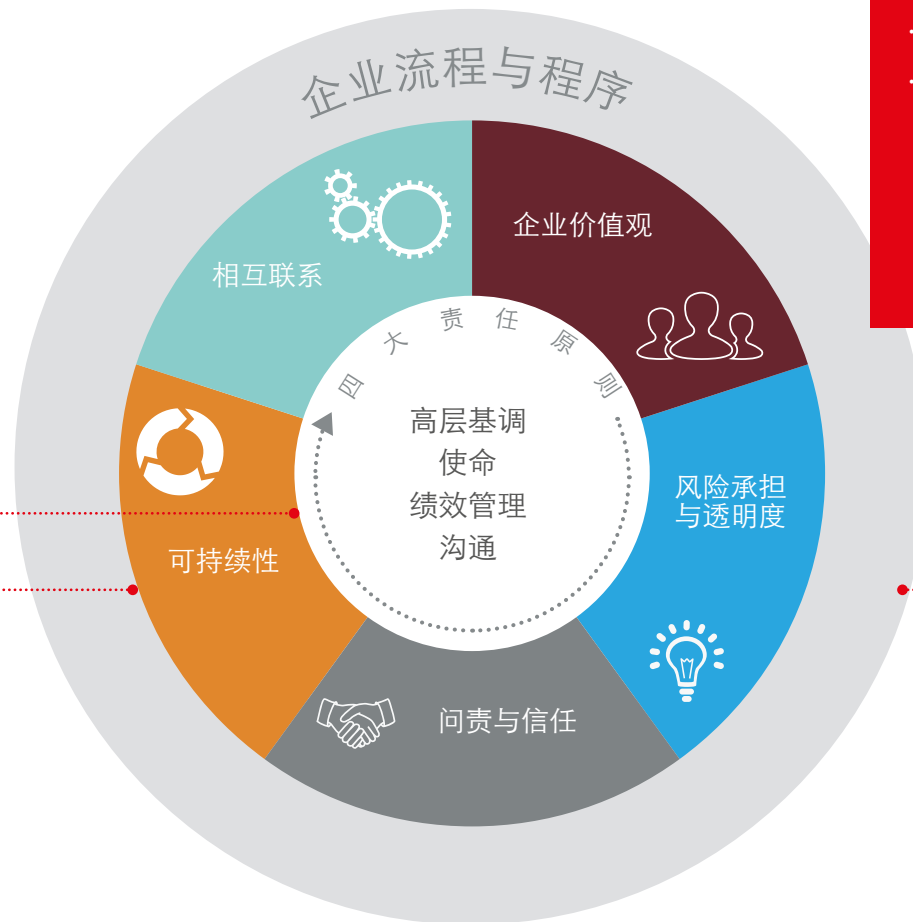 企业流程与程序
相互联系
企业价值观
四大责任原则
高层基调
使命
绩效管理
沟通
风险承担
与透明度
可持续性
问责与信任